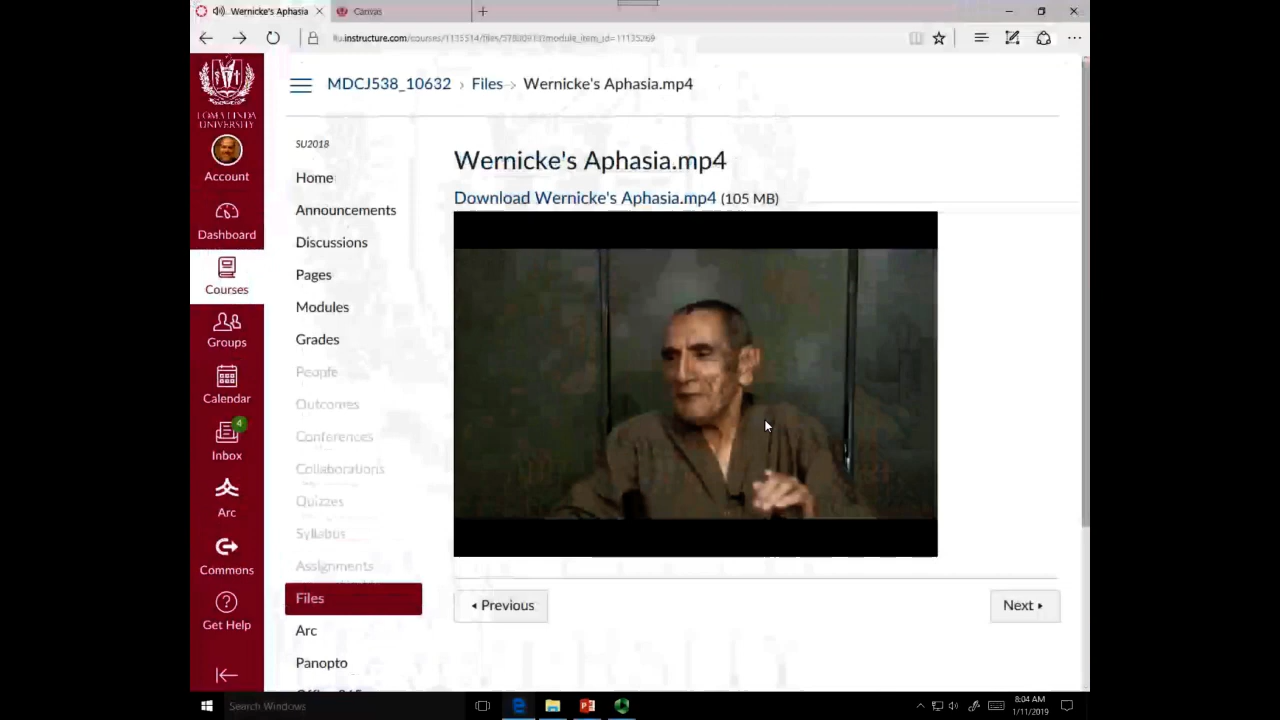 Wernicke's Aphasia
Canvas
MDCJ538_10632 › Files › Wernicke's Aphasia.mp4
LOMA LINDA
UNIVERSITY
Account
Dashboard
Courses
Groups
Calendar
4
Inbox
Arc
Commons
Get Help
SU2018
Home
Announcements
Discussions
Pages
Modules
Grades
People
Outcomes
Conferences
Collaborations
Quizzes
Syllabus
Assignments
Files
Arc
Panopto
Wernicke's Aphasia.mp4
Download Wernicke's Aphasia.mp4 (105 MB)
Previous
Next
Search Windows
8:04 AM
1/11/2019